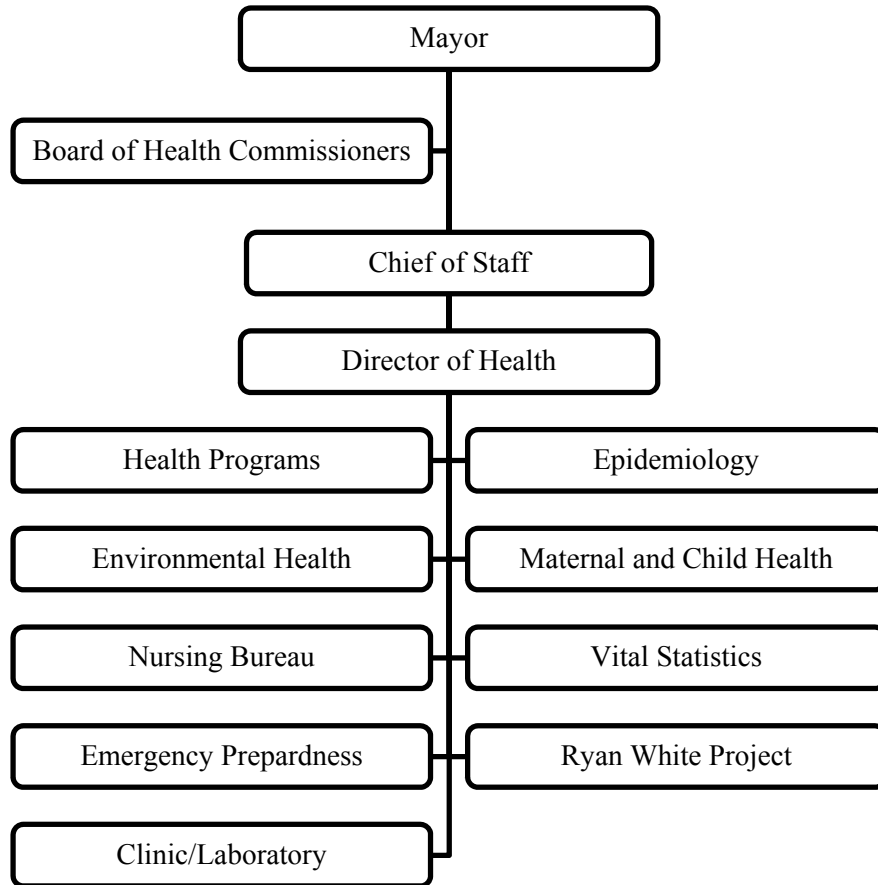 Mayor
Board of Health Commissioners
Chief of Staff
Director of Health
Health Programs
Epidemiology
Environmental Health
Maternal and Child Health
Nursing Bureau
Vital Statistics
Emergency Prepardness
Ryan White Project
Clinic/Laboratory